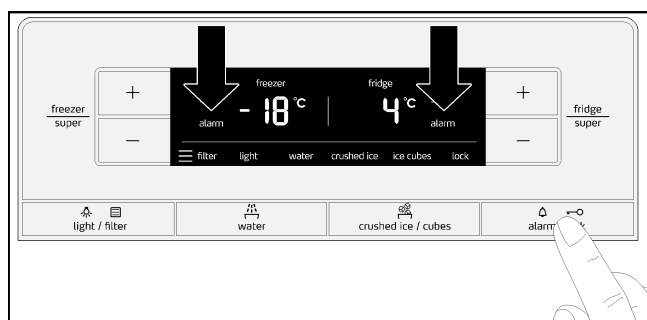 freezer
super
+
−
freezer
fridge
alarm
-18°C
4°C
alarm
filter
light
water
crushed ice
ice cubes
lock
+
−
fridge
super
light / filter
water
crushed ice / cubes
alarm